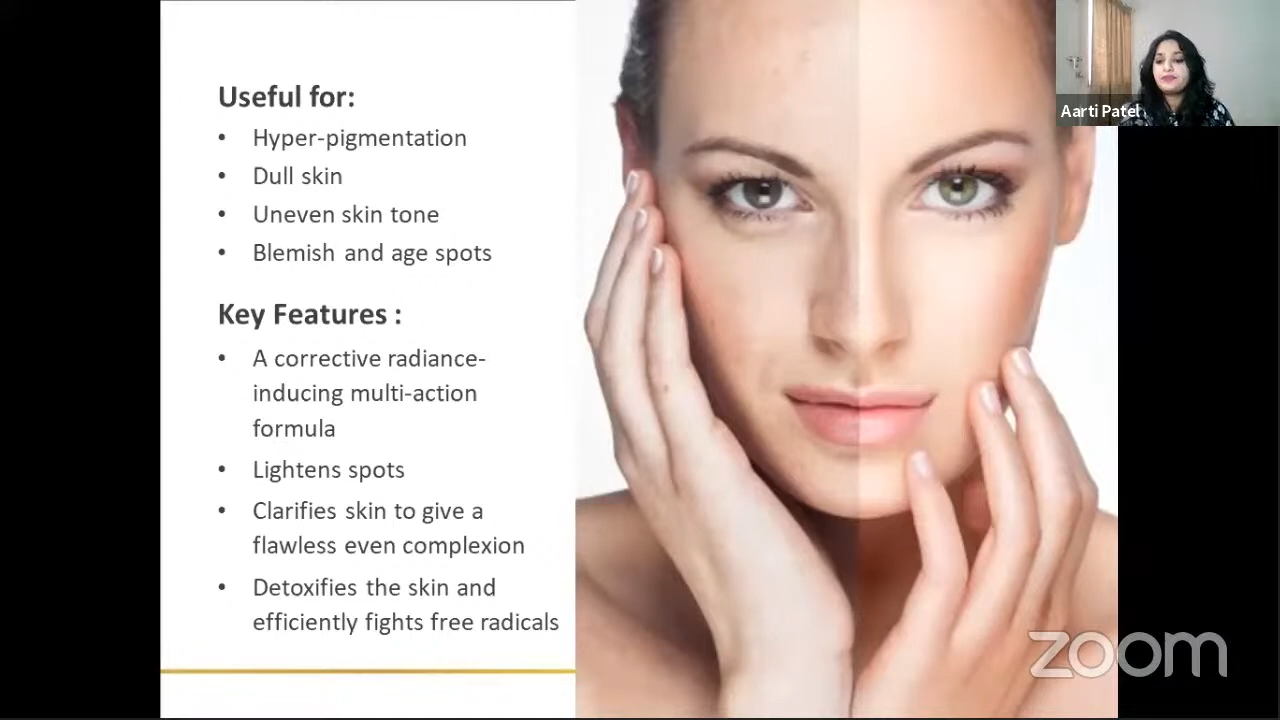 Useful for:
• Hyper-pigmentation
• Dull skin
• Uneven skin tone
• Blemish and age spots
Key Features :
• A corrective radiance-
inducing multi-action
formula
• Lightens spots
• Clarifies skin to give a
flawless even complexion
• Detoxifies the skin and
efficiently fights free radicals
Aarti Patel
zoom